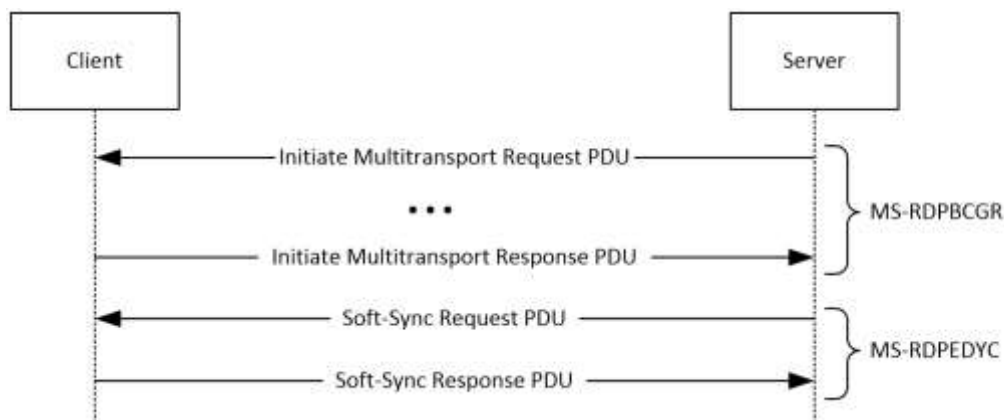 Client
Server
Initiate Multitransport Request PDU
MS-RDPBCGR
Initiate Multitransport Response PDU
Soft-Sync Request PDU
MS-RDPEDYC
Soft-Sync Response PDU